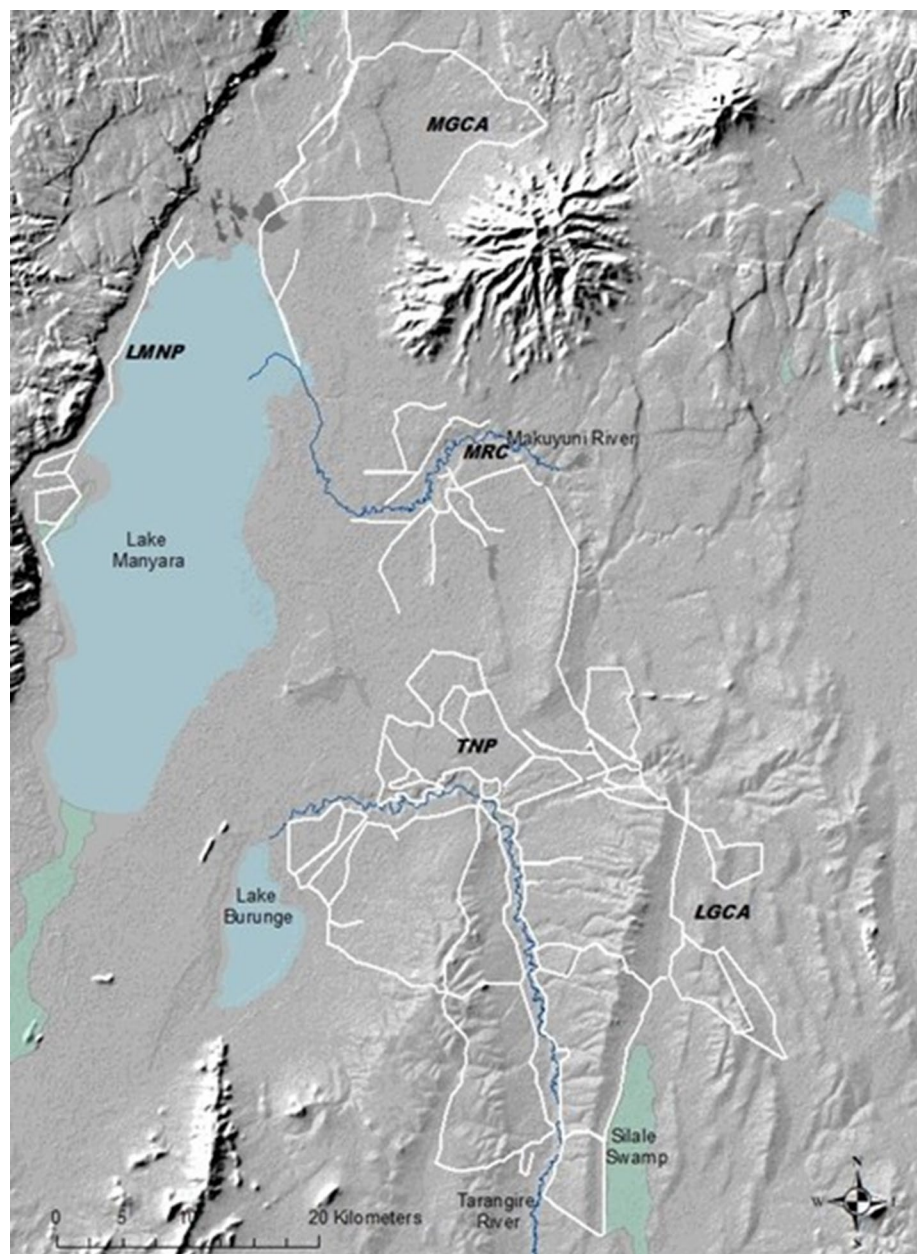 MGCA
LMNP
Makuyuni River
MRC
Lake
Manyara
TNP
Lake
Burunge
LGCA
Silale
Swamp
Tarangire
River
N
W
E
S
0 5 10 20 Kilometers